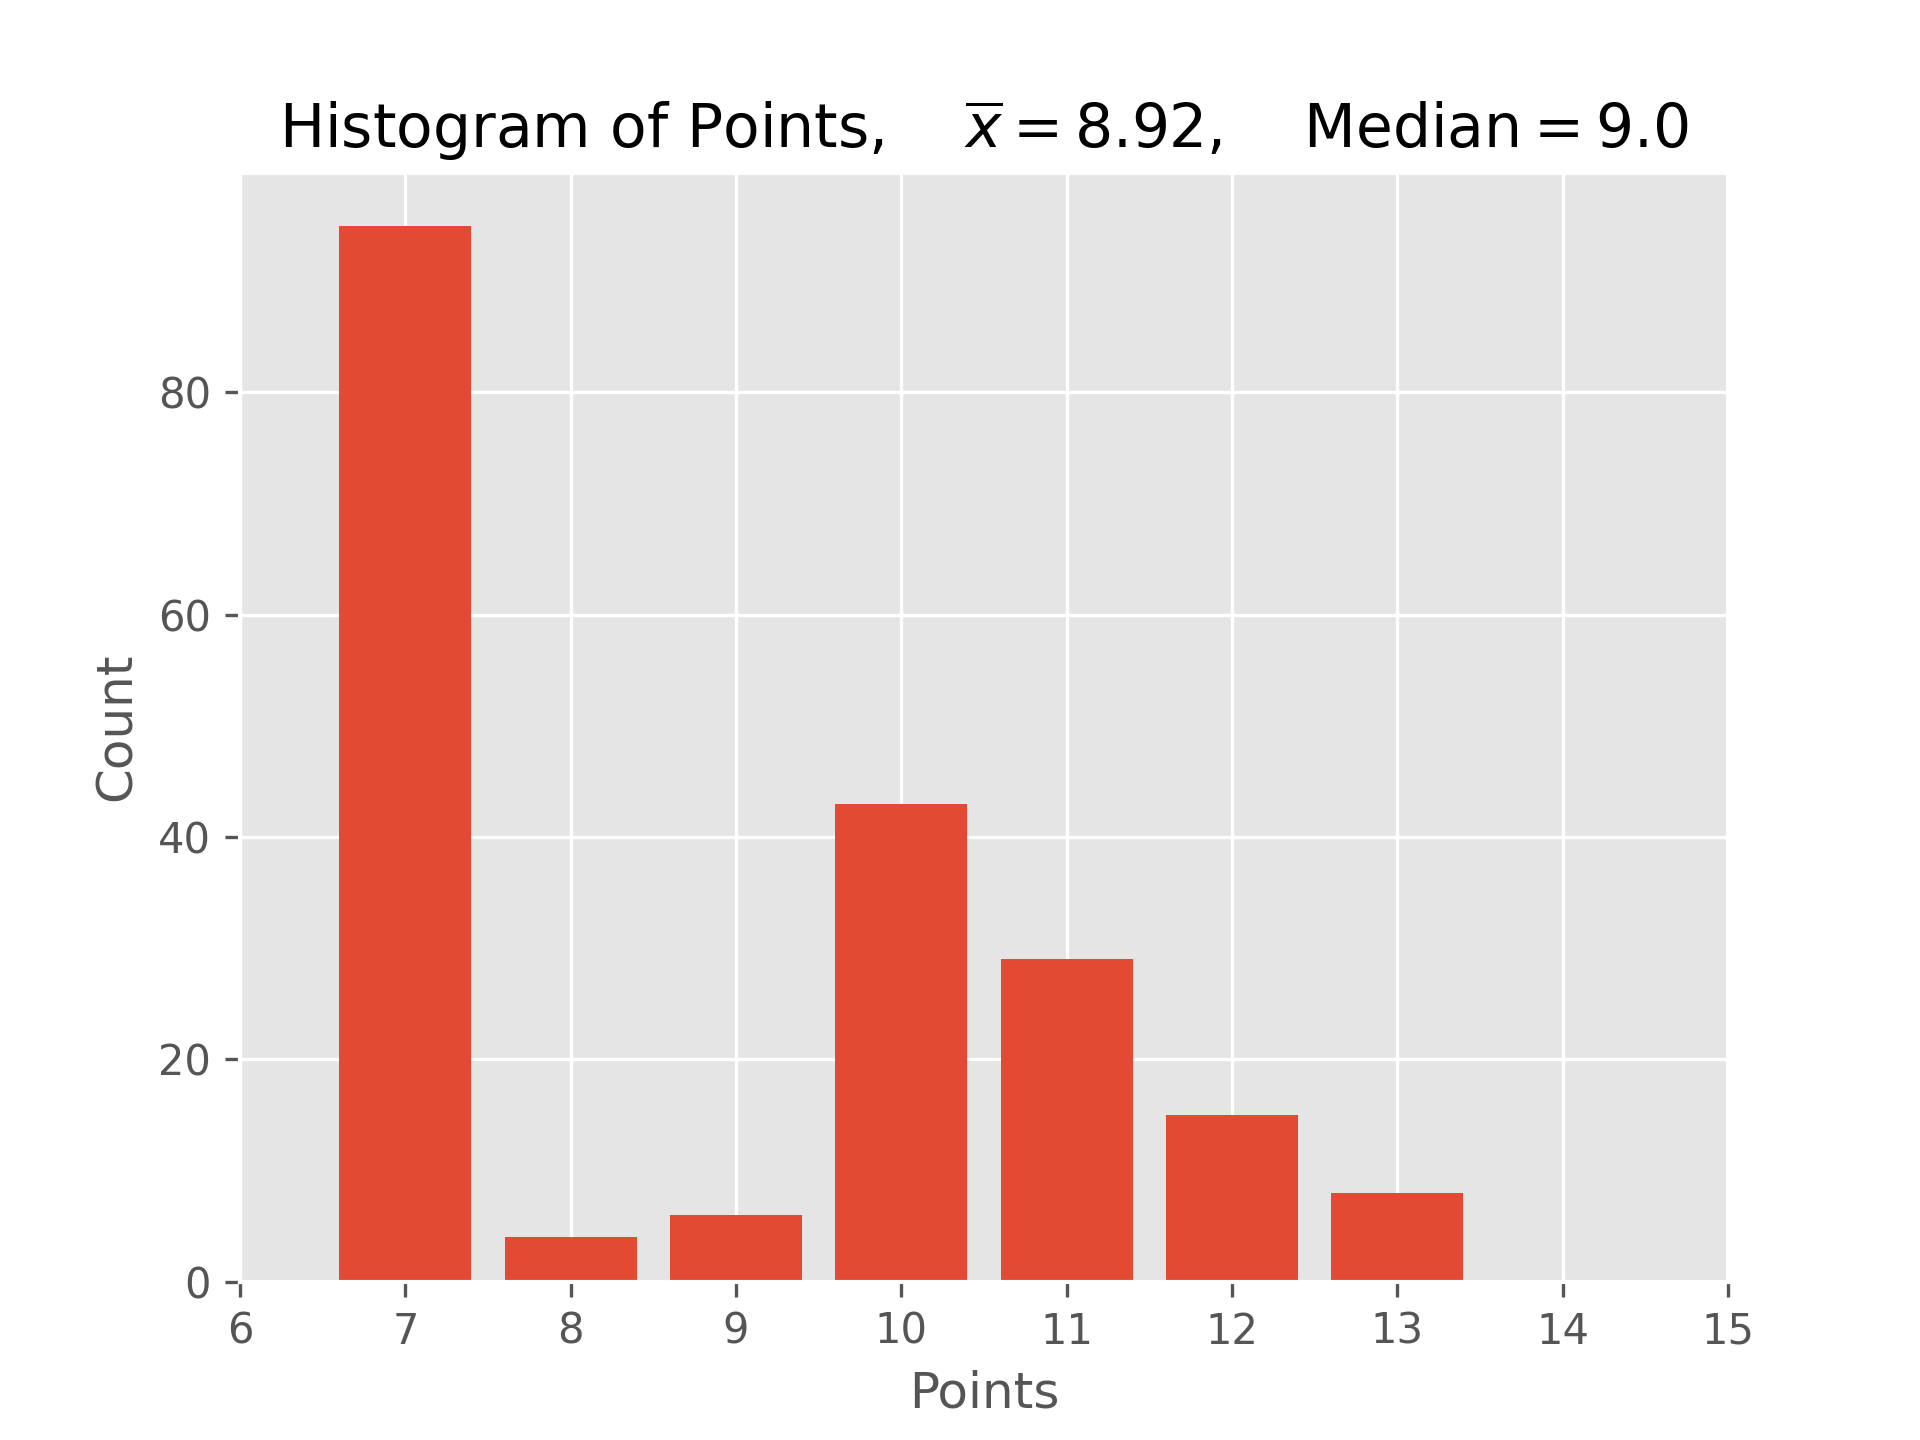 Histogram of Points, x̅ = 8.92, Median = 9.0
80
60
40
20
0
Count
6 7 8 9 10 11 12 13 14 15
Points